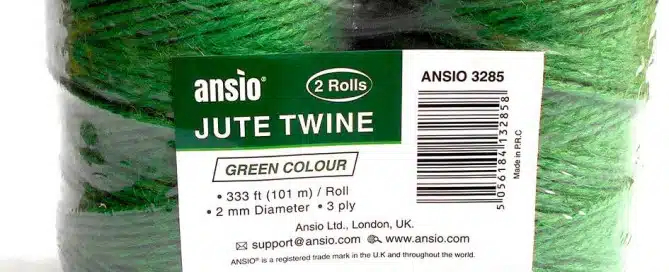 ansio®
2 Rolls
JUTE TWINE
GREEN COLOUR
• 333 ft (101 m) / Roll
• 2 mm Diameter • 3 ply
Ansio Ltd., London, UK.
support@ansio.com www.ansio.com
ANSIO® is a registered trade mark in the U.K and throughout the world.
ANSIO 3285
5 056184 132858
Made in P.R.C